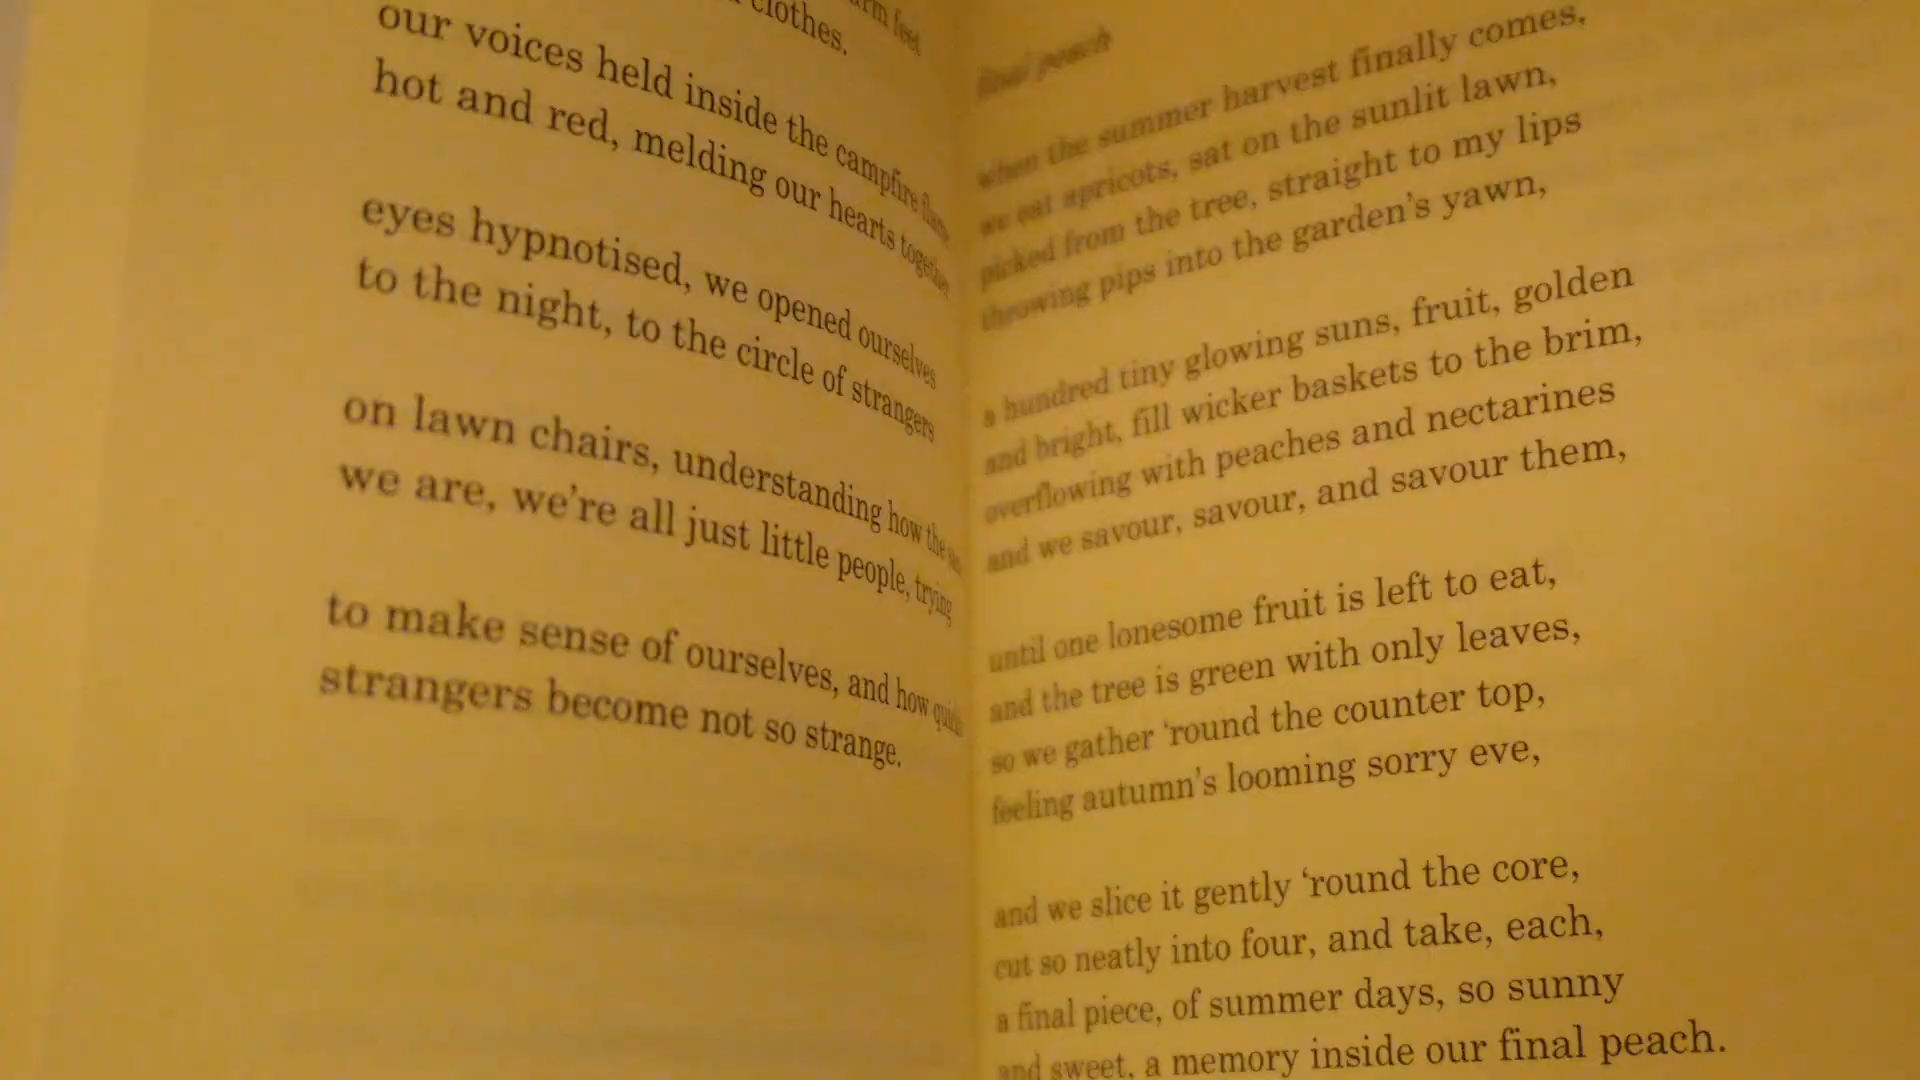 feet
clothes.
our voices held inside the campfire
hot and red, melding our hearts together
eyes hypnotised, we opened ourselves
to the night, to the circle of strangers
on lawn chairs, understanding how the
we are, we're all just little people, trying
to make sense of ourselves, and how
strangers become not so strange.
final peach
when the summer harvest finally comes,
we eat apricots, sat on the sunlit lawn,
picked from the tree, straight to my lips
throwing pips into the garden's yawn,
a hundred tiny glowing suns, fruit, golden
and bright, fill wicker baskets to the brim,
overflowing with peaches and nectarines
and we savour, savour, and savour them,
until one lonesome fruit is left to eat,
and the tree is green with only leaves,
so we gather ‘round the counter top,
feeling autumn's looming sorry eve,
and we slice it gently ‘round the core,
cut so neatly into four, and take, each,
a final piece, of summer days, so sunny
and sweet, a memory inside our final peach.